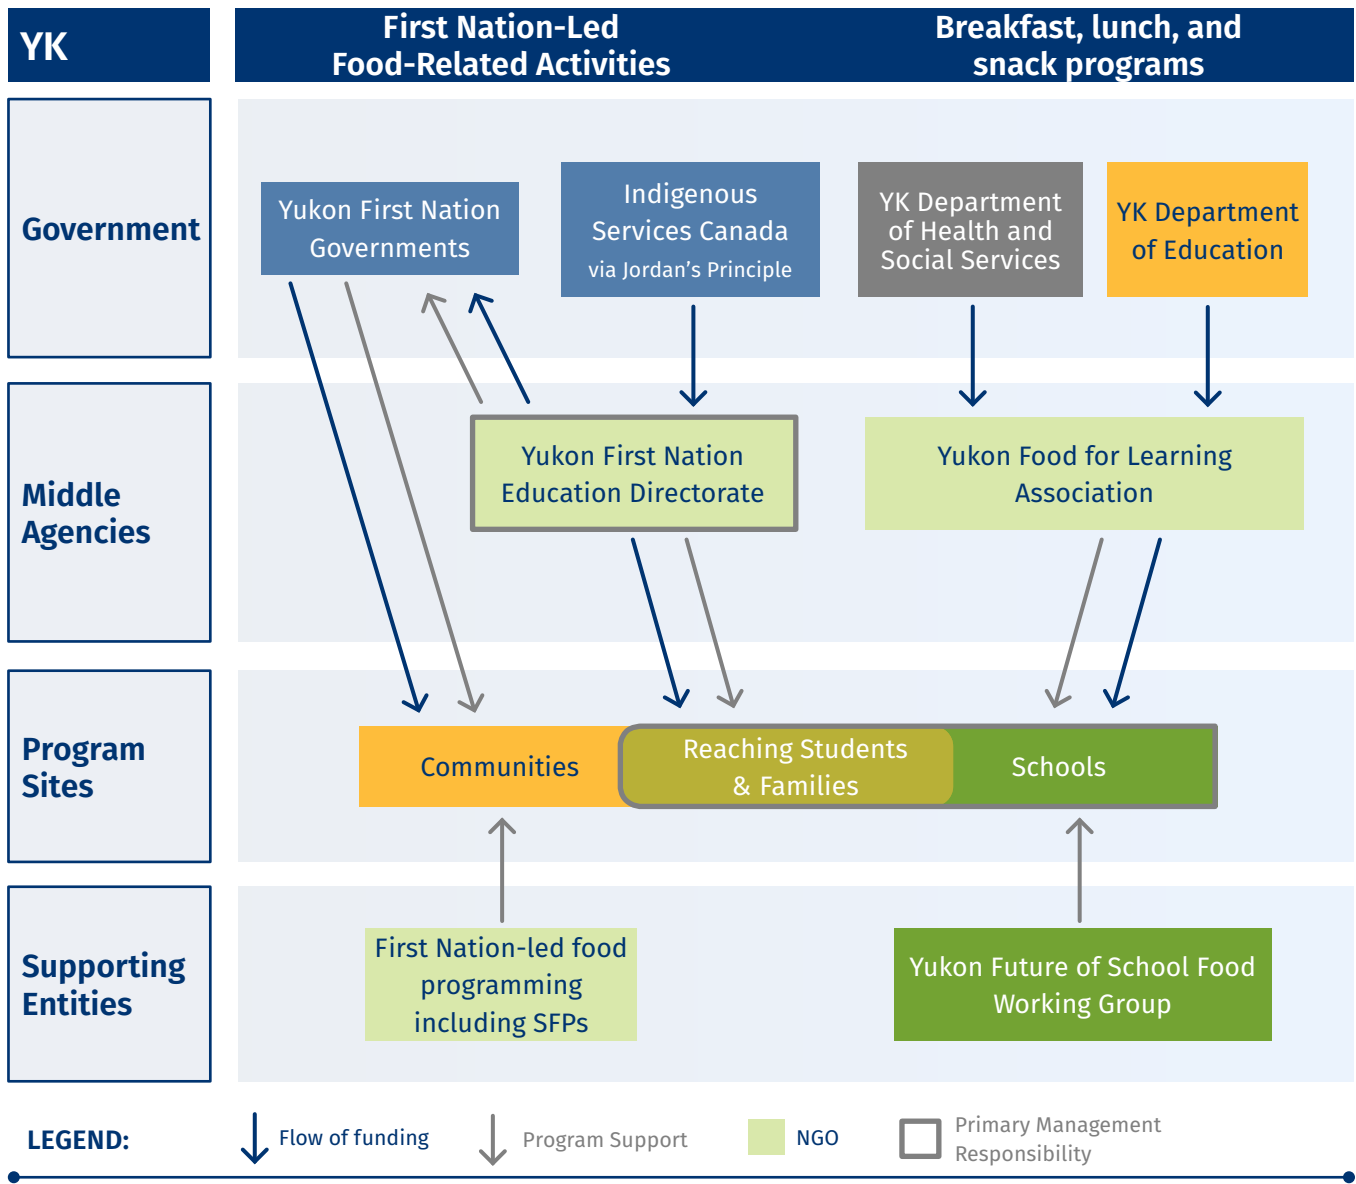 YK
First Nation-Led
Food-Related Activities
Breakfast, lunch, and
snack programs
Government
Yukon First Nation
Governments
Indigenous
Services Canada
via Jordan's Principle
YK Department
of Health and
Social Services
YK Department
of Education
Middle
Agencies
Yukon First Nation
Education Directorate
Yukon Food for Learning
Association
Program
Sites
Communities
Reaching Students
& Families
Schools
Supporting
Entities
First Nation-led food
programming
including SFPs
Yukon Future of School Food
Working Group
LEGEND:
Flow of funding
Program Support
NGO
Primary Management
Responsibility